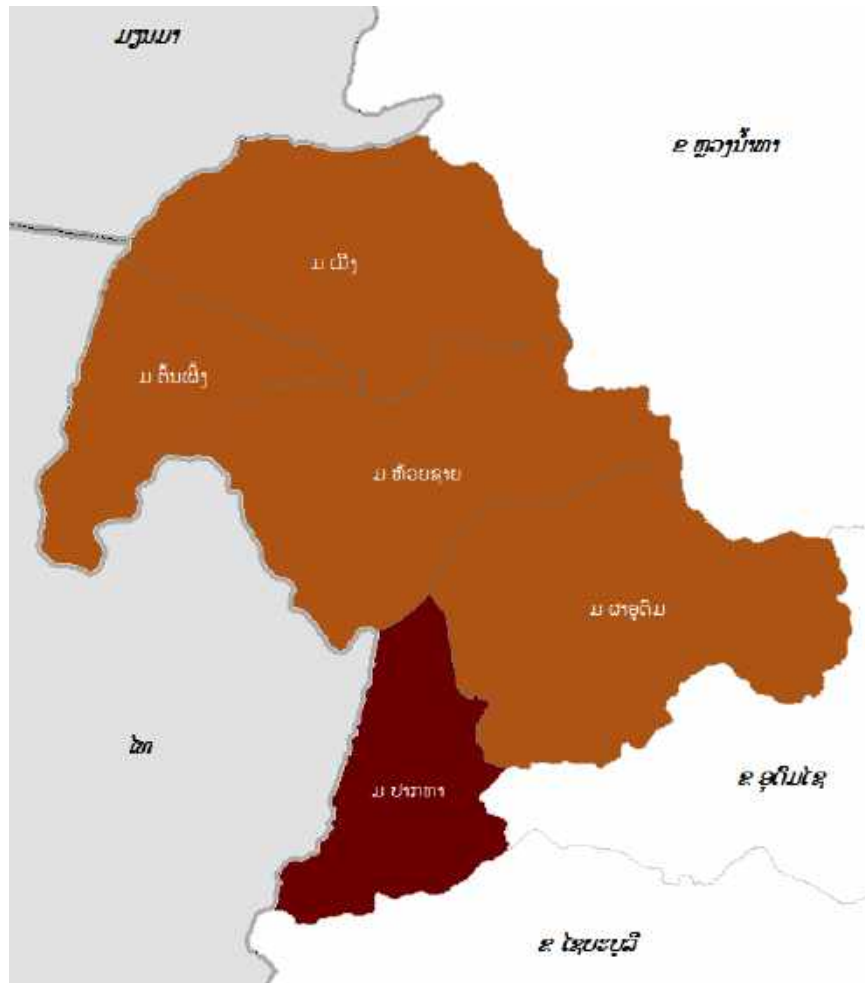 ມຽນມາ
ຂ ຫຼວງນ້ຳທາ
ມ ເມີງ
ມ ຕົ້ນເຜິ້ງ
ມ ຫ້ວຍຊາຍ
ມ ຜາອຸດົມ
ໄທ
ມ ປາກທາ
ຂ ອຸດົມໄຊ
ຂ ໄຊຍະບູລີ